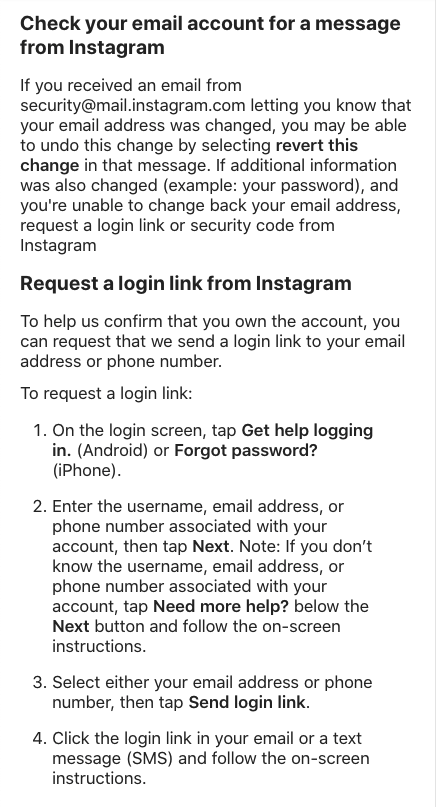 Check your email account for a message
from Instagram
If you received an email from
security@mail.instagram.com letting you know that
your email address was changed, you may be able
to undo this change by selecting revert this
change in that message. If additional information
was also changed (example: your password), and
you're unable to change back your email address,
request a login link or security code from
Instagram
Request a login link from Instagram
To help us confirm that you own the account, you
can request that we send a login link to your email
address or phone number.
To request a login link:
1. On the login screen, tap Get help logging
in. (Android) or Forgot password?
(iPhone).
2. Enter the username, email address, or
phone number associated with your
account, then tap Next. Note: If you don’t
know the username, email address, or
phone number associated with your
account, tap Need more help? below the
Next button and follow the on-screen
instructions.
3. Select either your email address or phone
number, then tap Send login link.
4. Click the login link in your email or a text
message (SMS) and follow the on-screen
instructions.